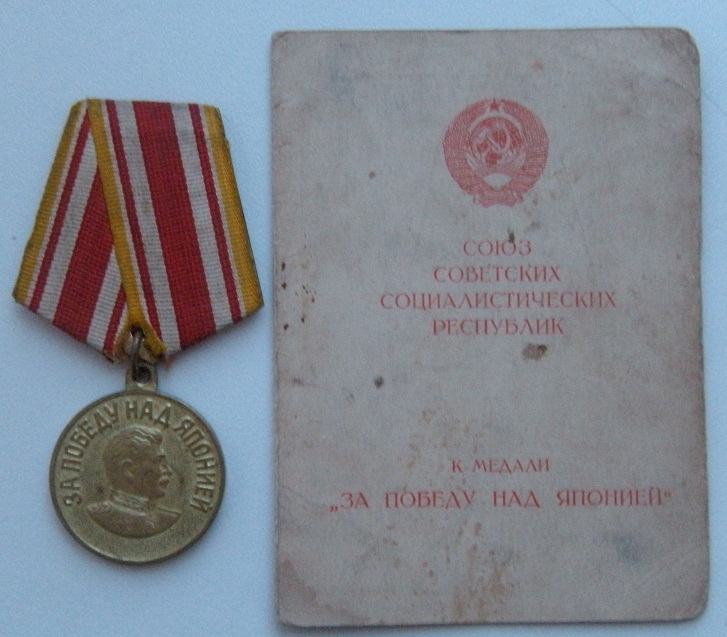 ЗА ПОБЕДУ НАД ЯПОНИЕЙ
СОЮЗ
СОВЕТСКИХ
СОЦИАЛИСТИЧЕСКИХ
РЕСПУБЛИК
К МЕДАЛИ
„ЗА ПОБЕДУ НАД ЯПОНИЕЙ“